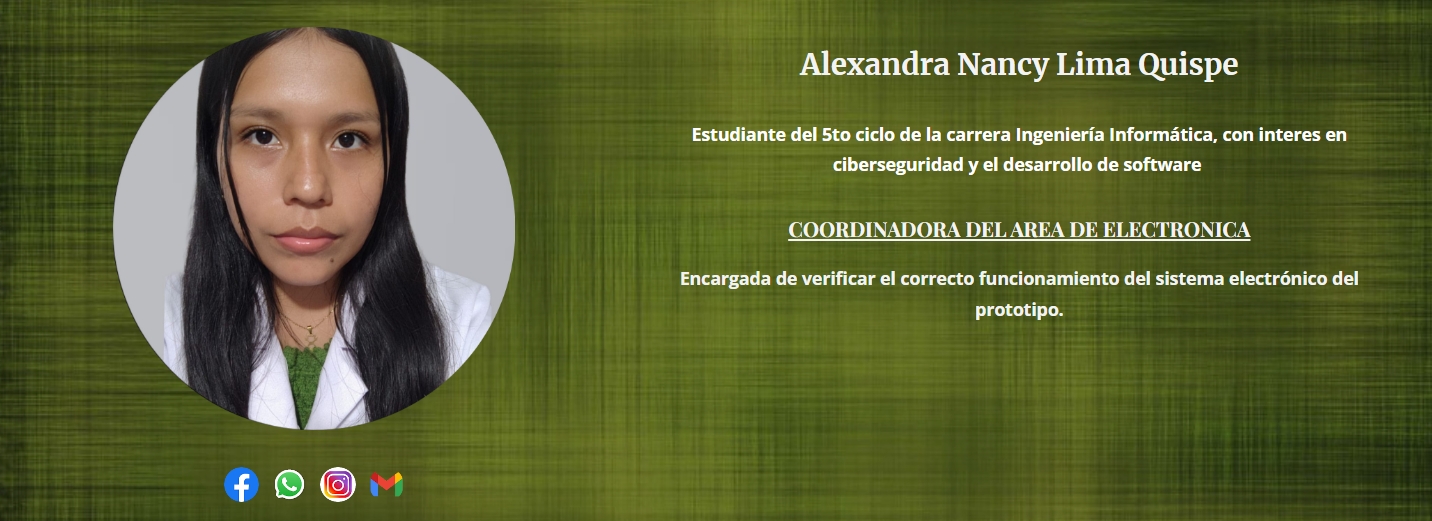 Alexandra Nancy Lima Quispe
Estudiante del 5to ciclo de la carrera Ingeniería Informática, con interes en
ciberseguridad y el desarrollo de software
COORDINADORA DEL AREA DE ELECTRONICA
Encargada de verificar el correcto funcionamiento del sistema electrónico del
prototipo.